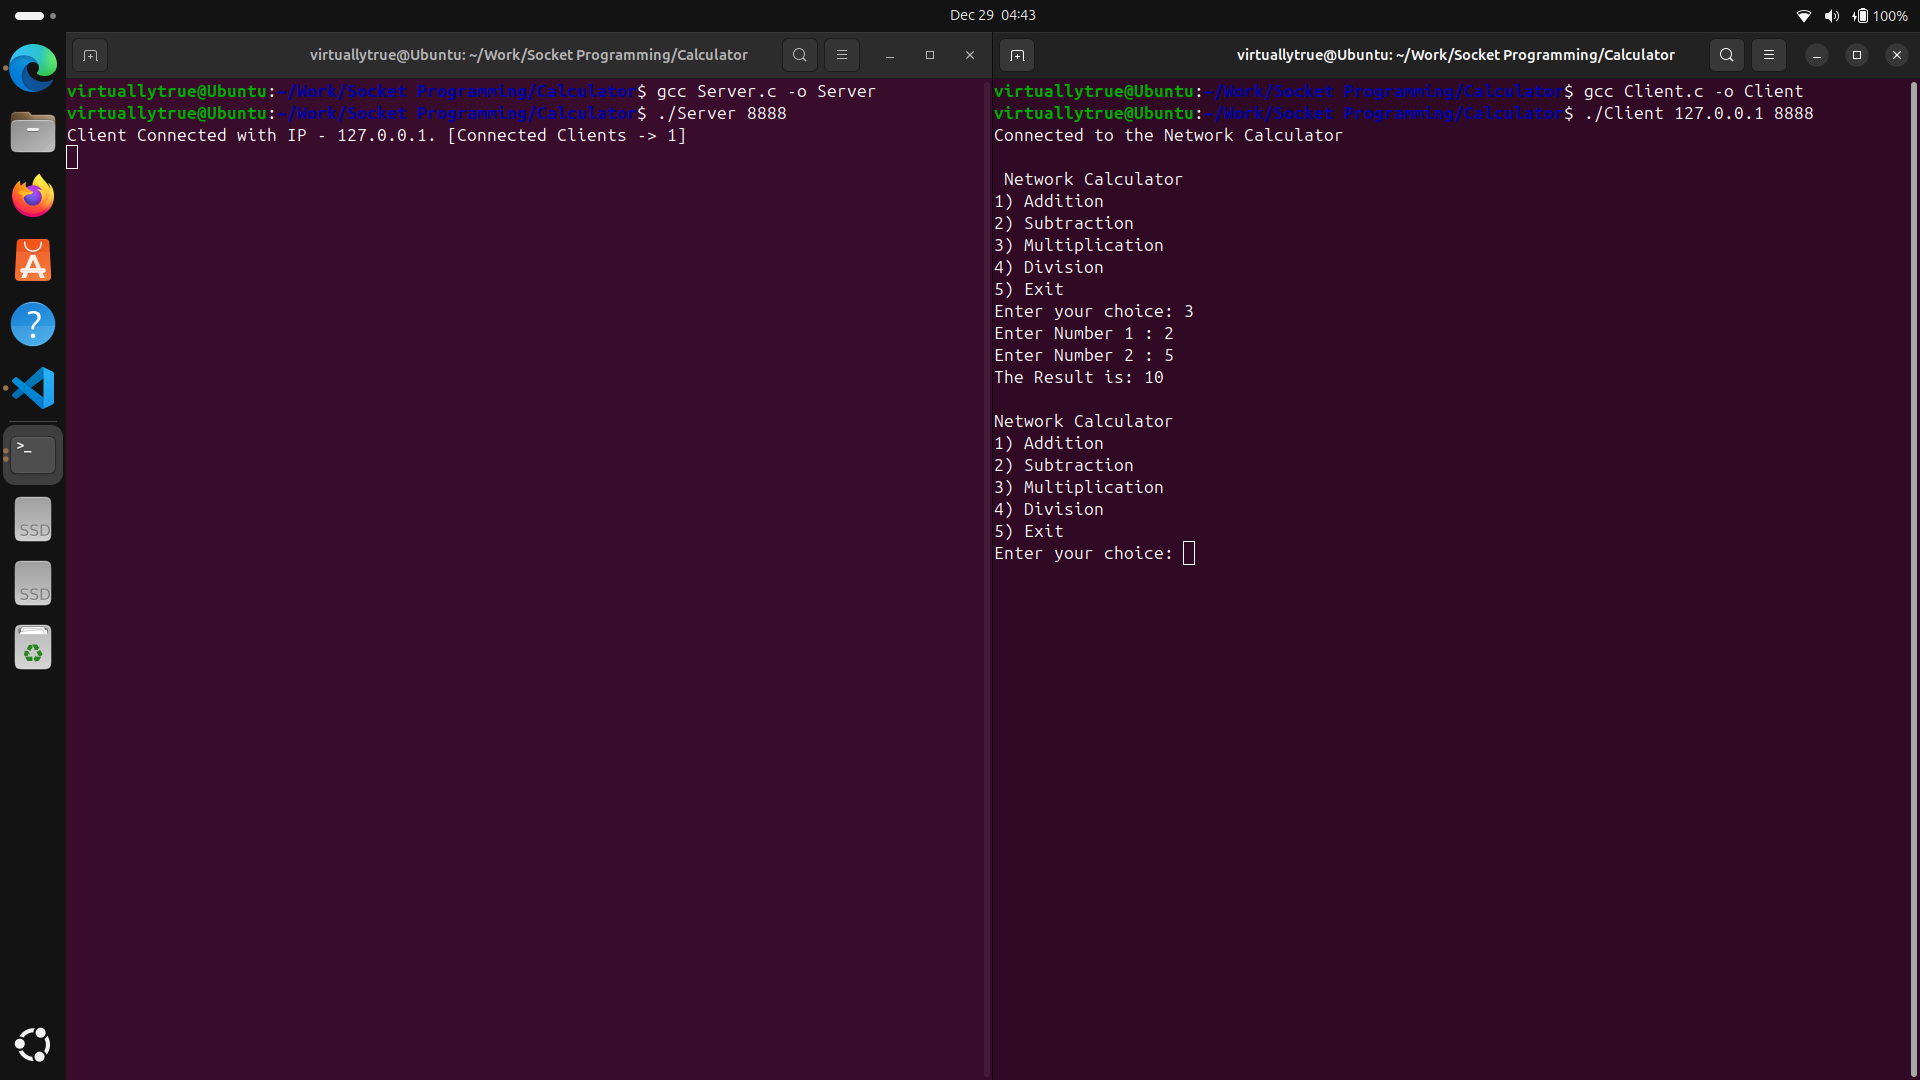 Dec 29 04:43
100%
virtuallytrue@Ubuntu: ~/Work/Socket Programming/Calculator
virtuallytrue@Ubuntu:~/Work/Socket Programming/Calculator$ gcc Server.c -o Server
virtuallytrue@Ubuntu:~/Work/Socket Programming/Calculator$ ./Server 8888
Client Connected with IP - 127.0.0.1. [Connected Clients -> 1]
virtuallytrue@Ubuntu: ~/Work/Socket Programming/Calculator
virtuallytrue@Ubuntu:~/Work/Socket Programming/Calculator$ gcc Client.c -o Client
virtuallytrue@Ubuntu:~/Work/Socket Programming/Calculator$ ./Client 127.0.0.1 8888
Connected to the Network Calculator
Network Calculator
1) Addition
2) Subtraction
3) Multiplication
4) Division
5) Exit
Enter your choice: 3
Enter Number 1 : 2
Enter Number 2 : 5
The Result is: 10
Network Calculator
1) Addition
2) Subtraction
3) Multiplication
4) Division
5) Exit
Enter your choice:
?
>_
SSD
SSD